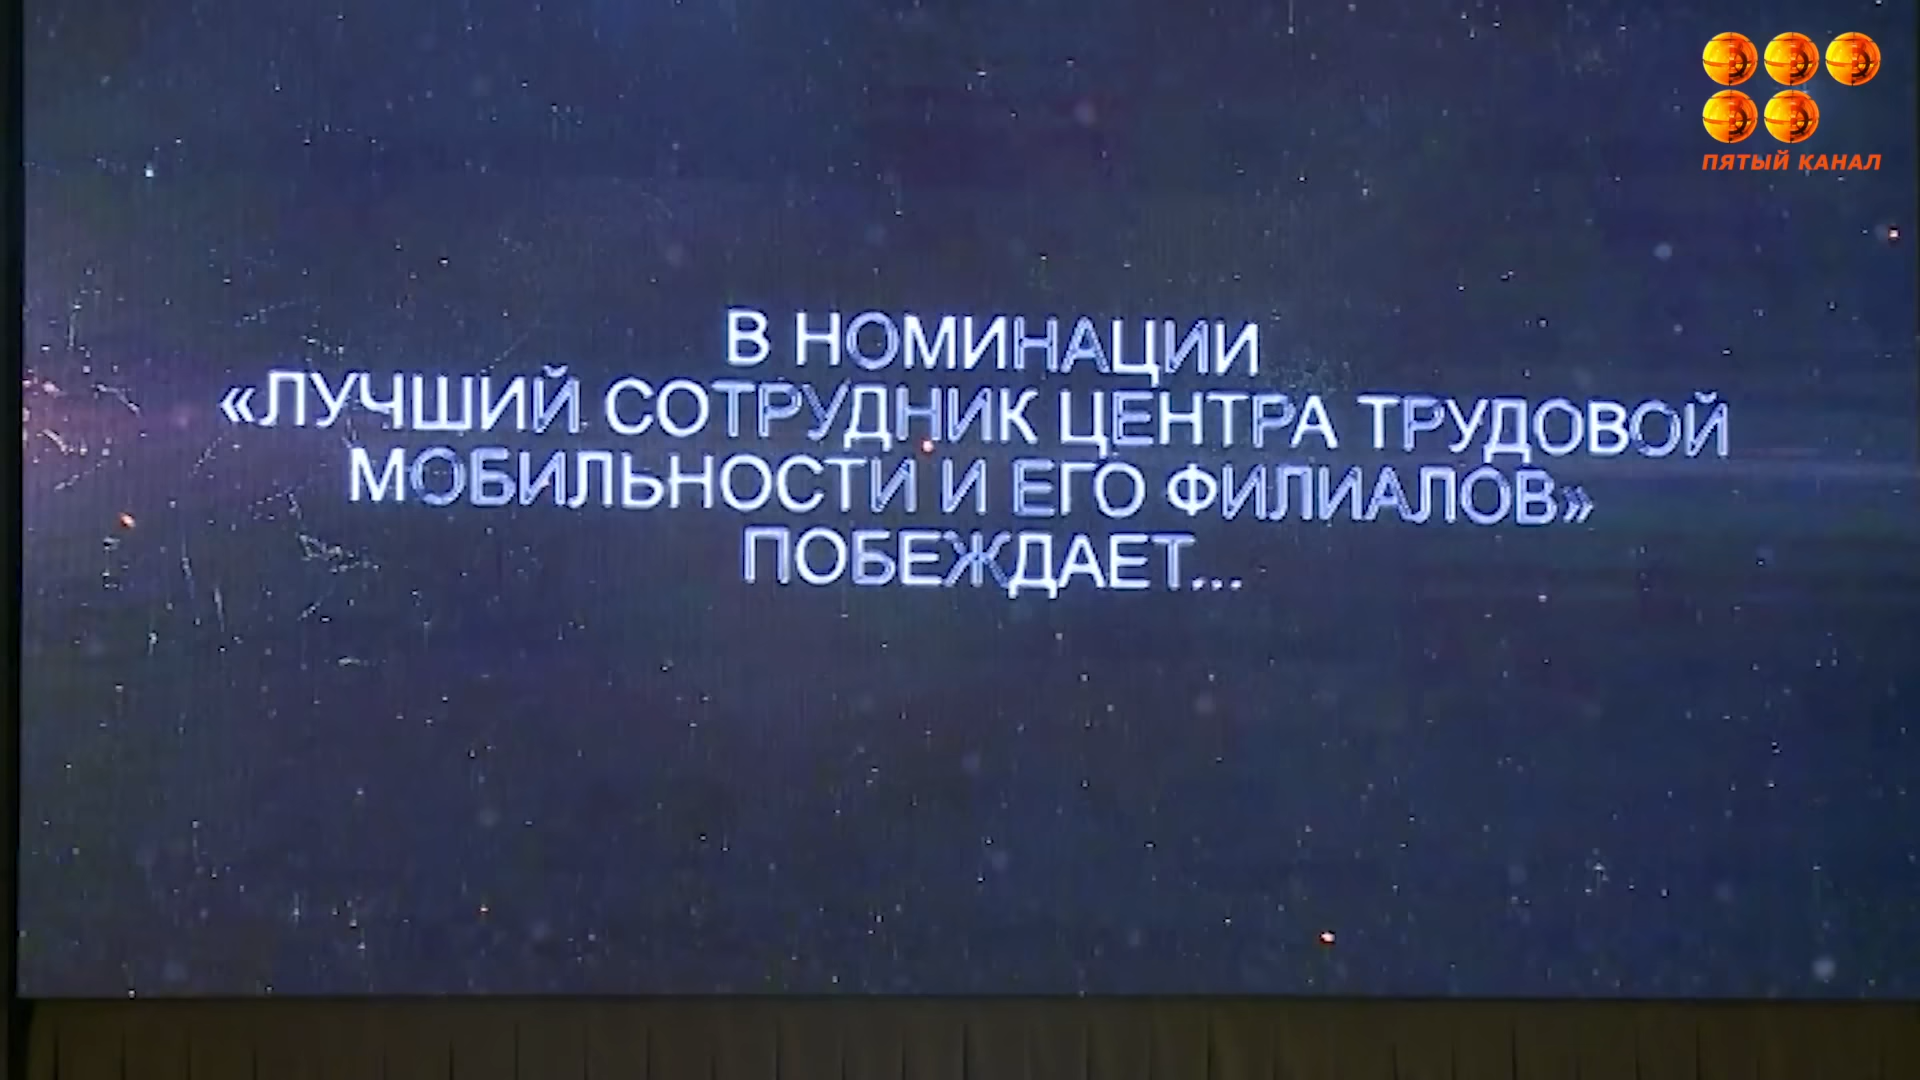 ПЯТЫЙ КАНАЛ
В НОМИНАЦИИ
«ЛУЧШИЙ СОТРУДНИК ЦЕНТРА ТРУДОВОЙ
МОБИЛЬНОСТИ И ЕГО ФИЛИАЛОВ»
ПОБЕЖДАЕТ...